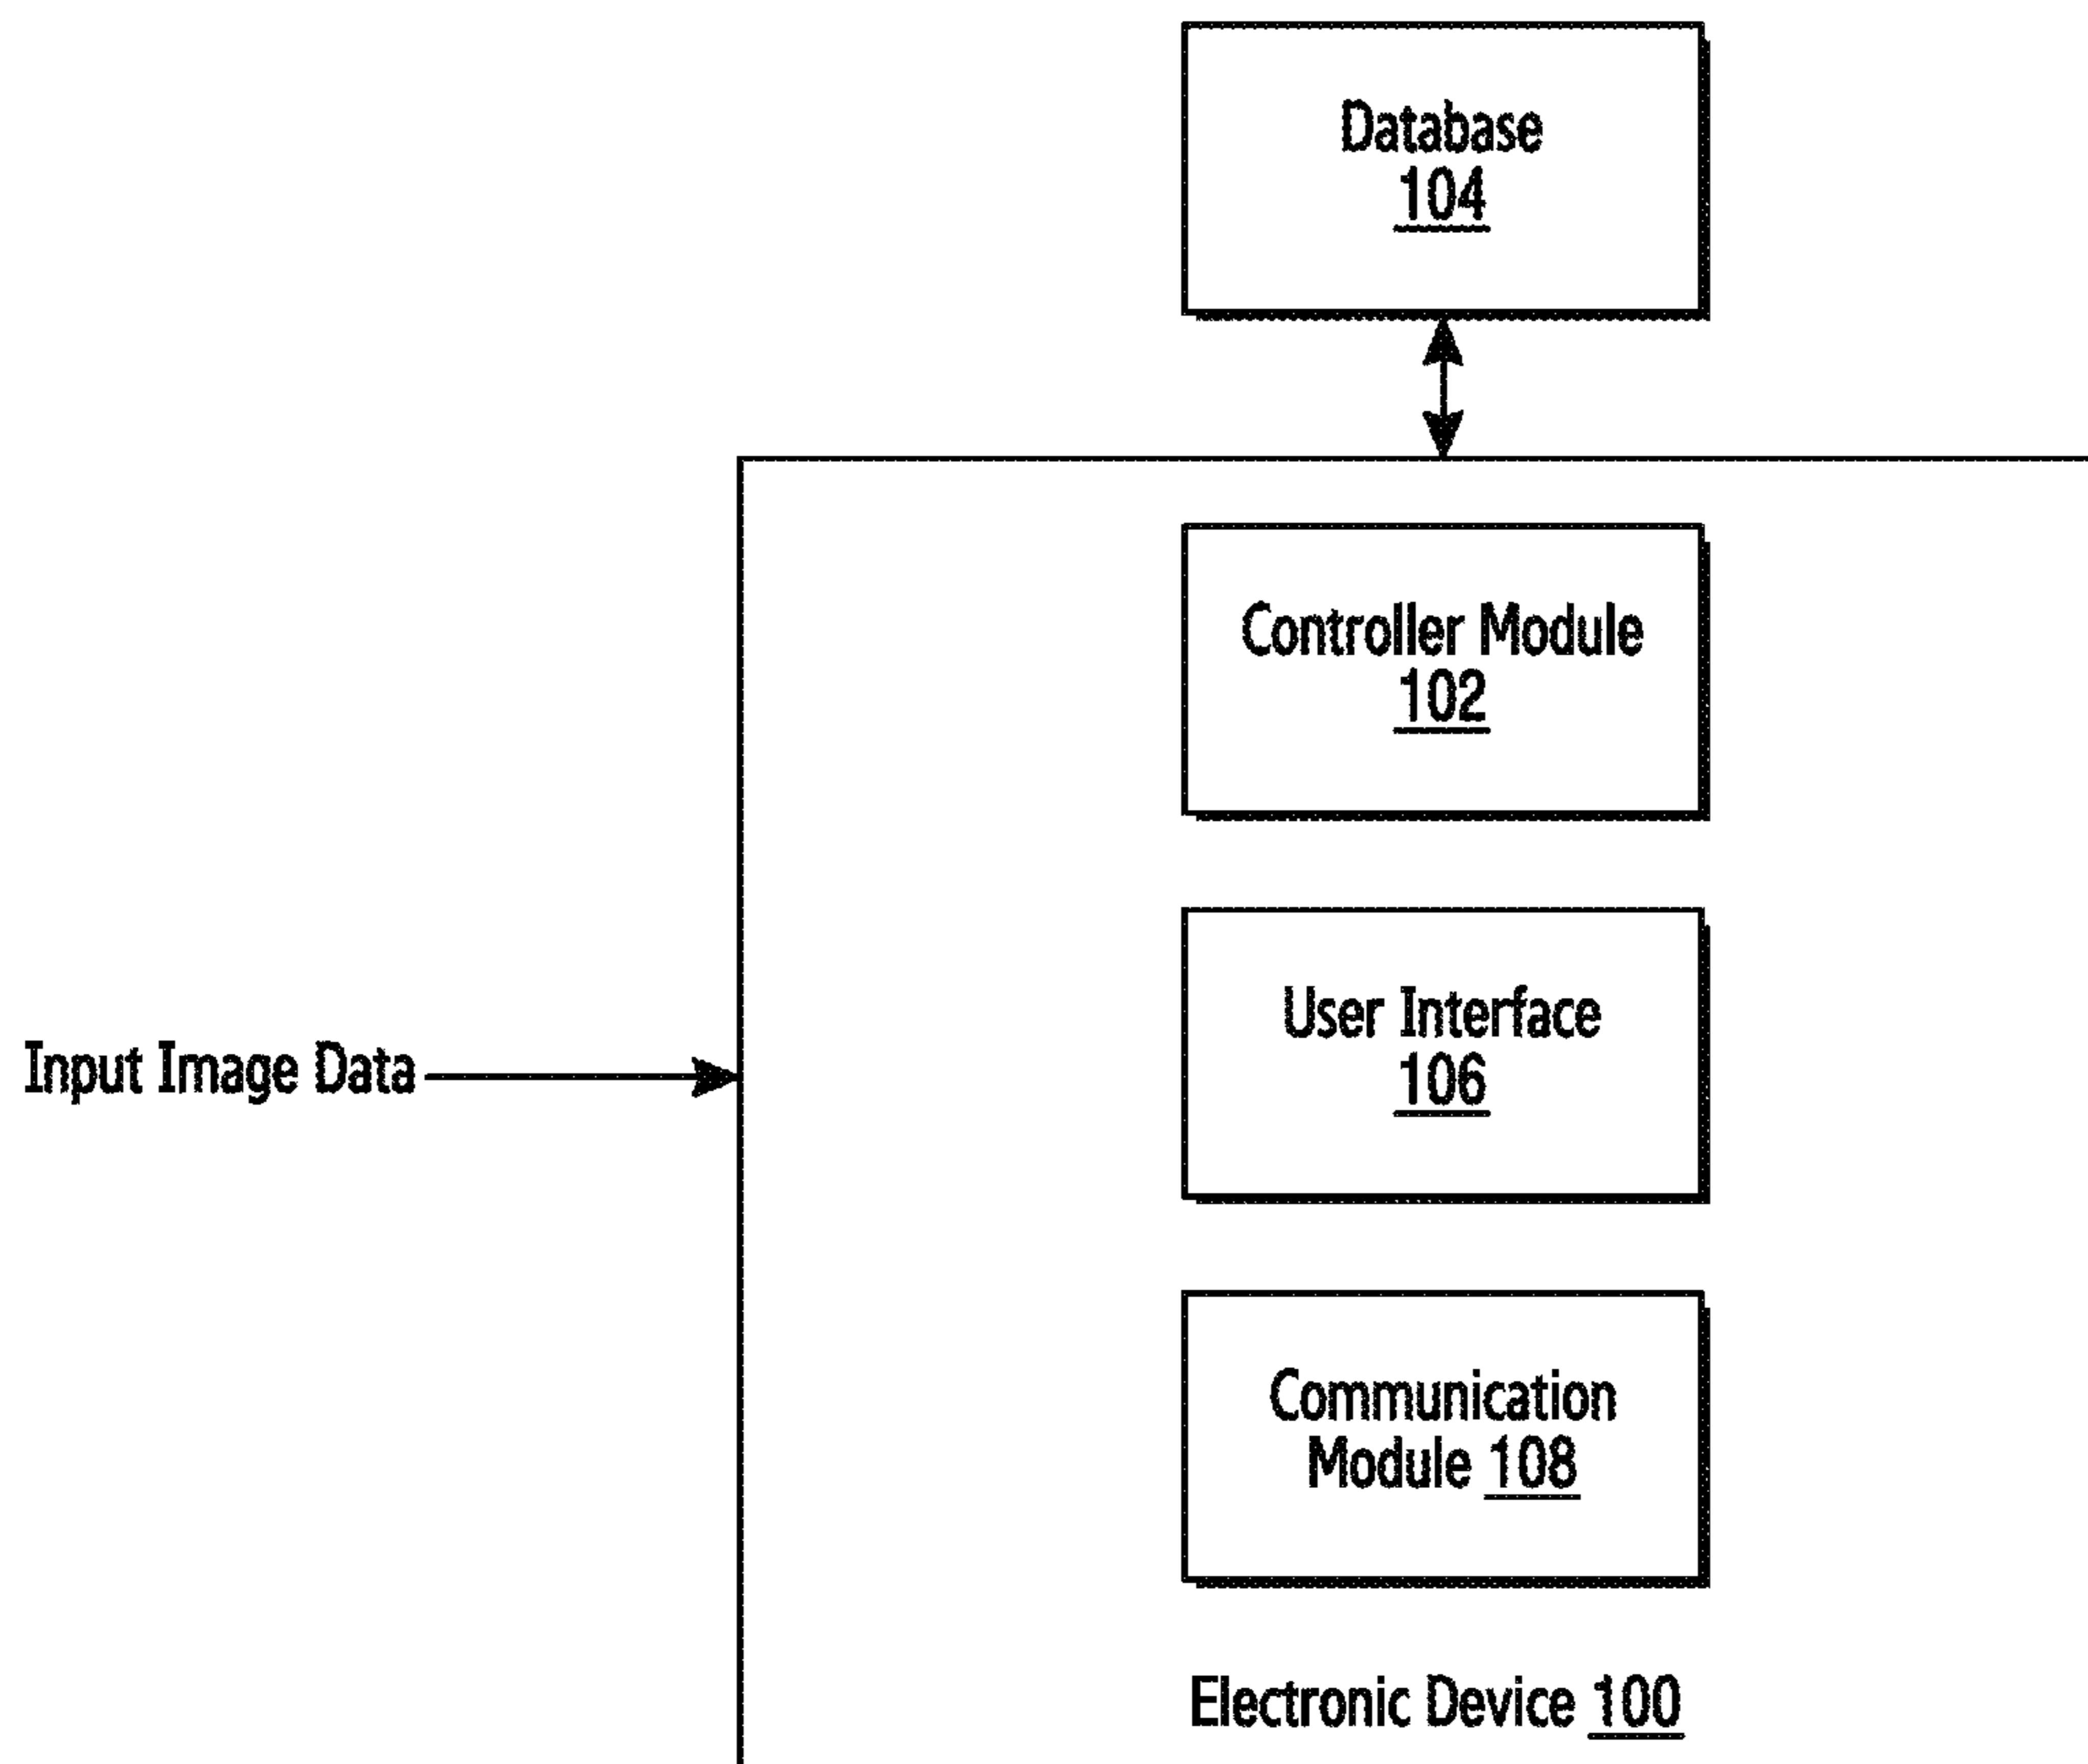 Database
104
Controller Module
102
User Interface
106
Input Image Data
Communication
Module 108
Electronic Device 100